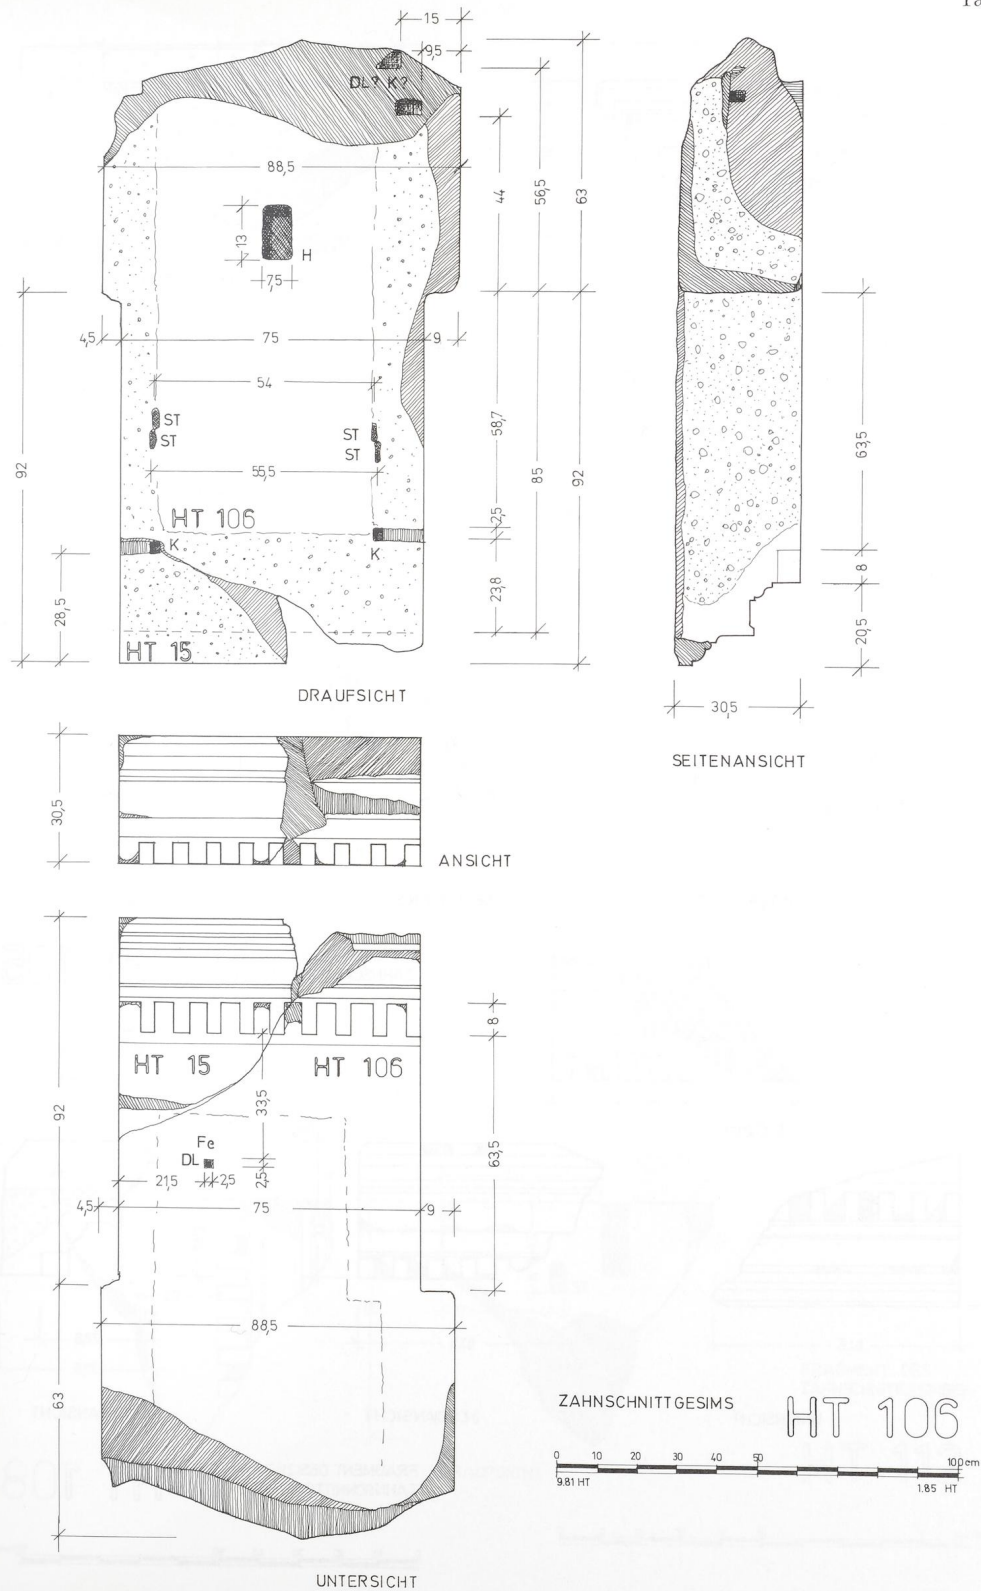 Ta
15
9,5
DL? K?
88,5
13
H
7,5
44
56,5
63
4,5
75
9
54
ST
ST
ST
ST
56,5
92
58,7
85
92
2,5
HT 106
K
K
23,8
28,5
HT 15
DRAUFSICHT
63,5
8
20,5
30,5
SEITENANSICHT
30,5
ANSICHT
8
HT 15
HT 106
92
33,5
63,5
Fe
DL
21,5
2,5
2,5
4,5
75
9
88,5
63
UNTERSICHT
ZAHNSCHNITTGESIMS
HT 106
0 10 20 30 40 50 100 cm
9.81 HT
1.85 HT